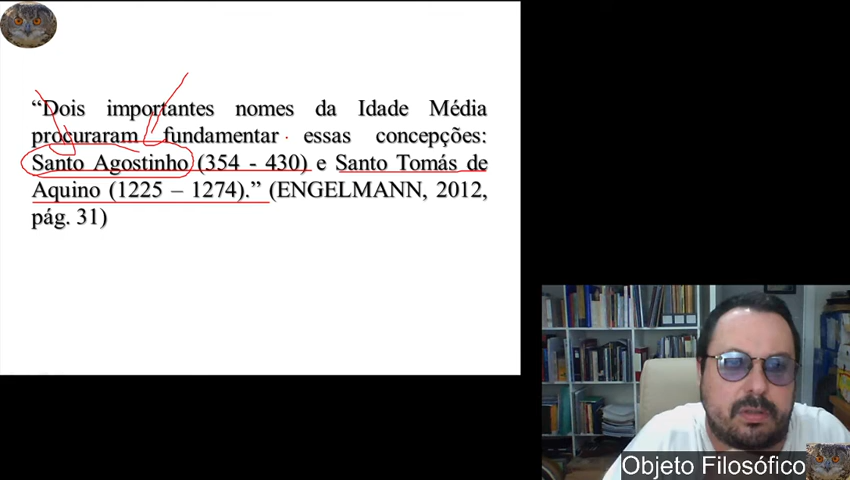 “Dois importantes nomes da Idade Média
procuraram fundamentar essas concepções:
Santo Agostinho (354 - 430) e Santo Tomás de
Aquino (1225 – 1274).” (ENGELMANN, 2012,
pág. 31)
Objeto Filosófico